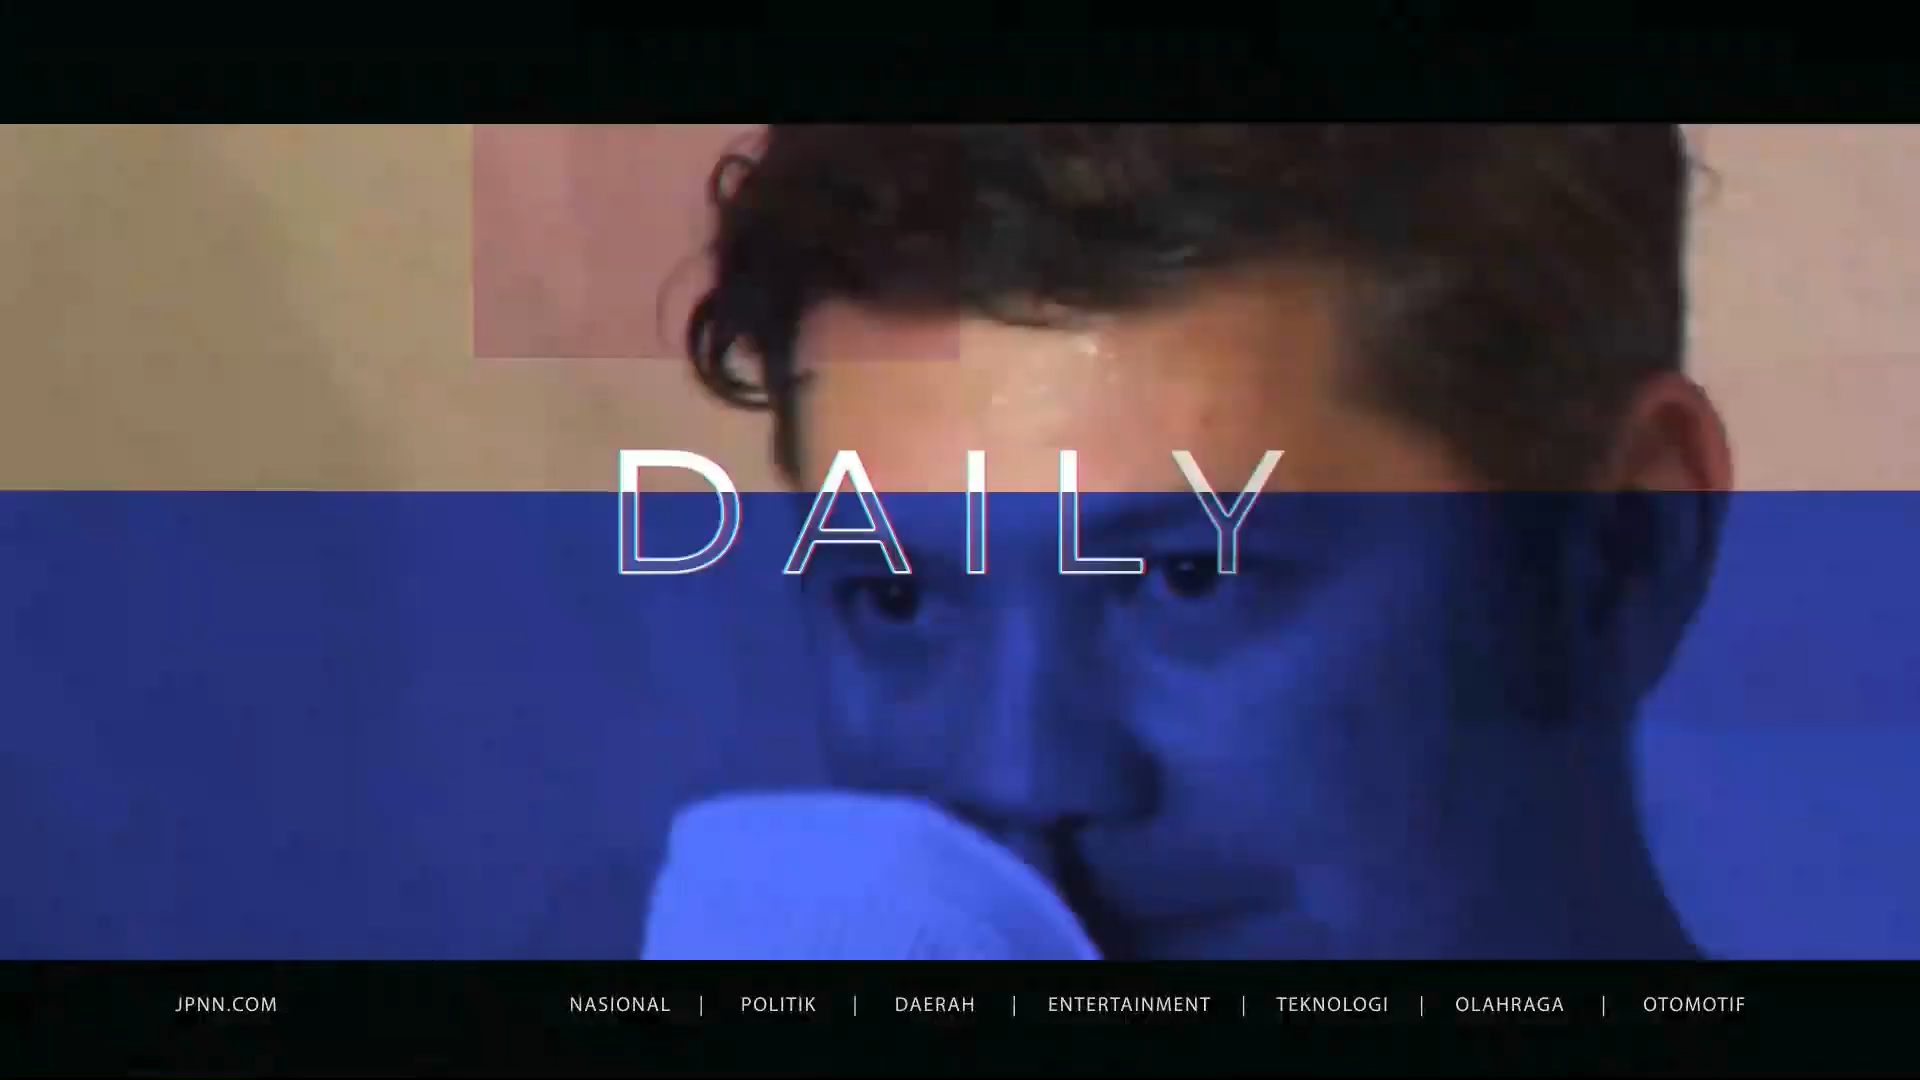 DAILY
JPNN.COM NASIONAL | POLITIK | DAERAH | ENTERTAINMENT | TEKNOLOGI | OLAHRAGA | OTOMOTIF